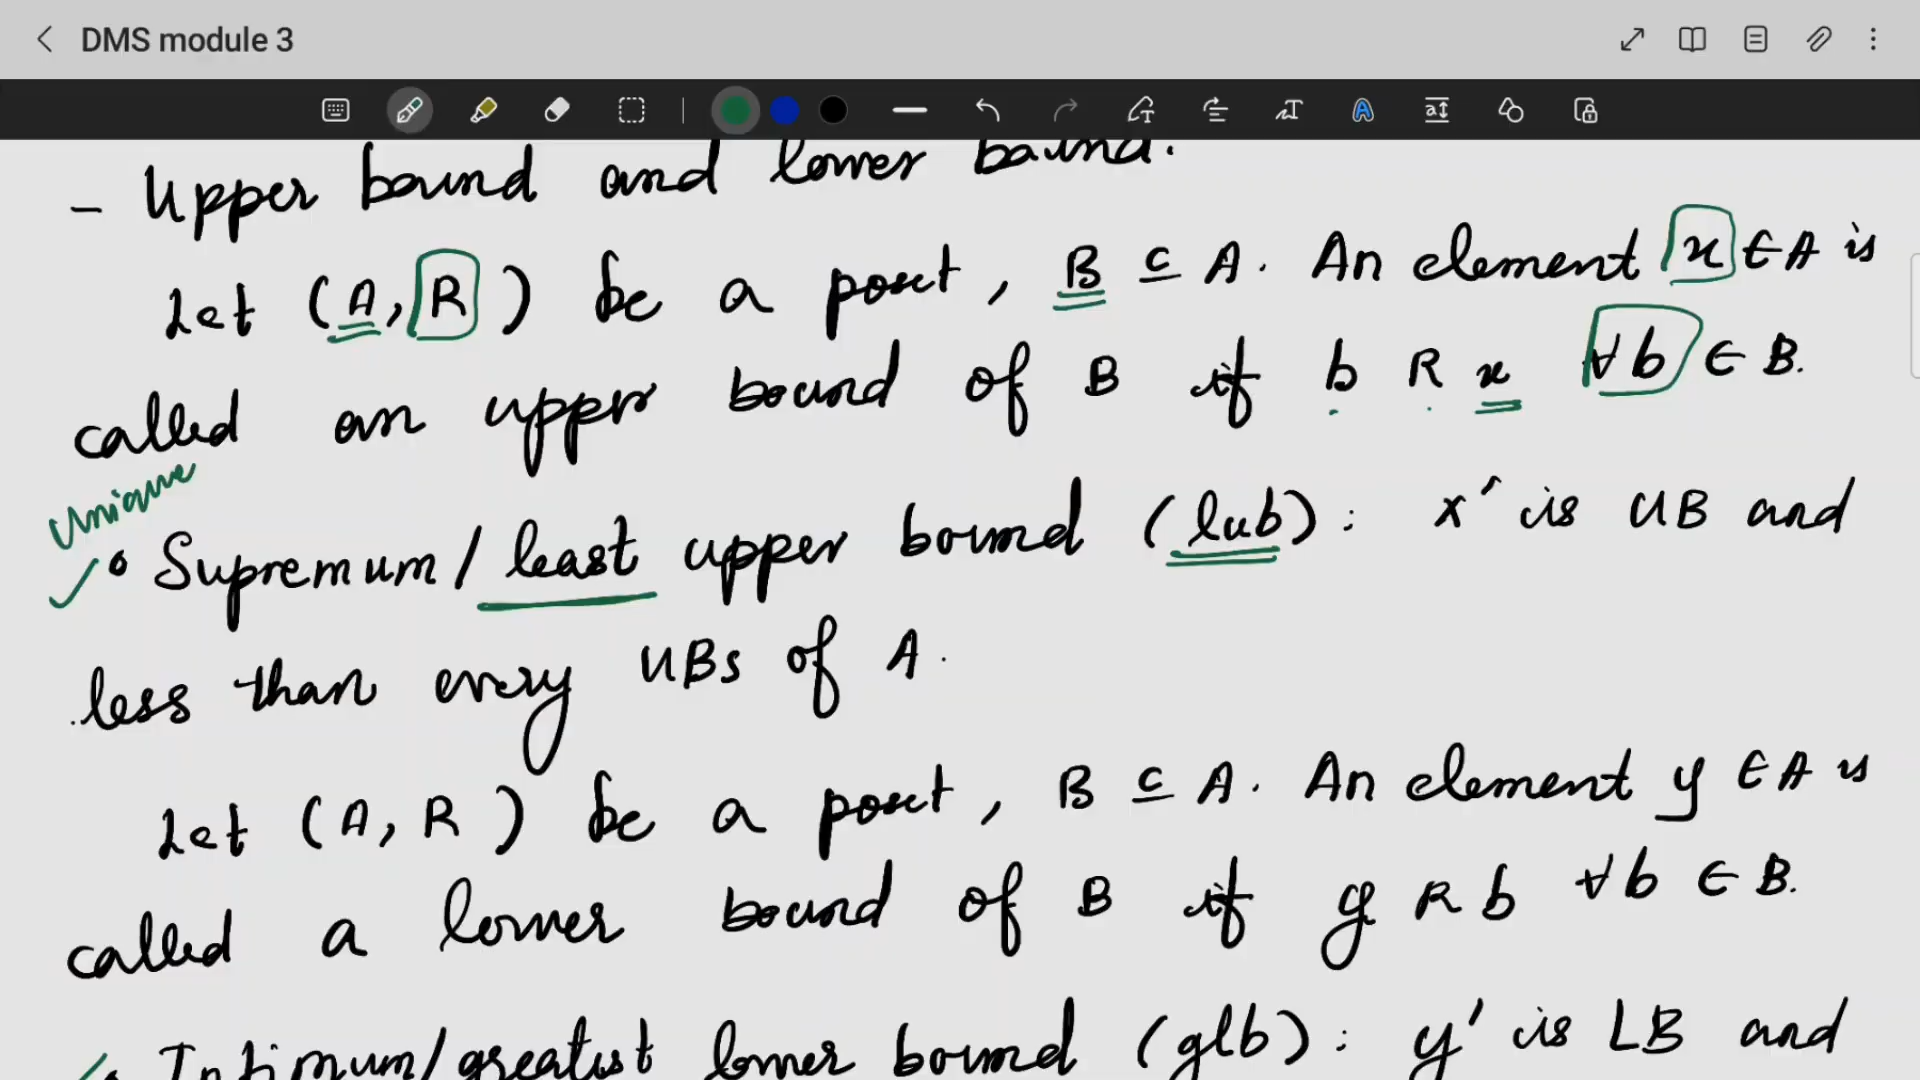 DMS module 3
- Upper bound and lower bound.
Let (A, R) be a poset, B ⊆ A. An element x ∈ A is
called an upper bound of B if b R x ∀b ∈ B.
Unique
• Supremum/least upper bound (lub): x' is UB and
less than every UBs of A.
Let (A, R) be a poset, B ⊆ A. An element y ∈ A is
called a lower bound of B if y R b ∀b ∈ B.
• Infimum/greatest lower bound (glb): y' is LB and